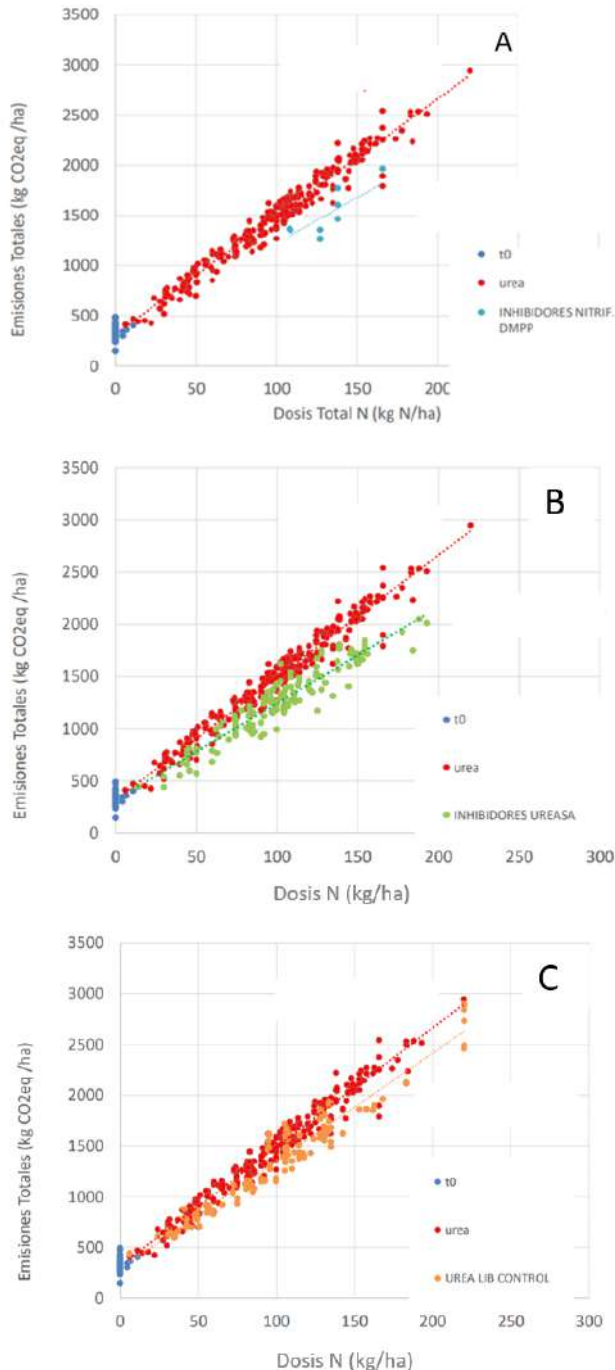 A
3500
3000
2500
2000
1500
1000
500
0
Emisiones Totales (kg CO2eq /ha)
0 50 100 150 200
Dosis Total N (kg N/ha)
t0
urea
INHIBIDORES NITRIF.
DMPP
B
3500
3000
2500
2000
1500
1000
500
0
Emisiones Totales (kg CO2eq /ha)
0 50 100 150 200 250 300
Dosis N (kg/ha)
t0
urea
INHIBIDORES UREASA
C
3500
3000
2500
2000
1500
1000
500
0
Emisiones Totales (kg CO2eq /ha)
0 50 100 150 200 250 300
Dosis N (kg/ha)
t0
urea
UREA LIB CONTROL